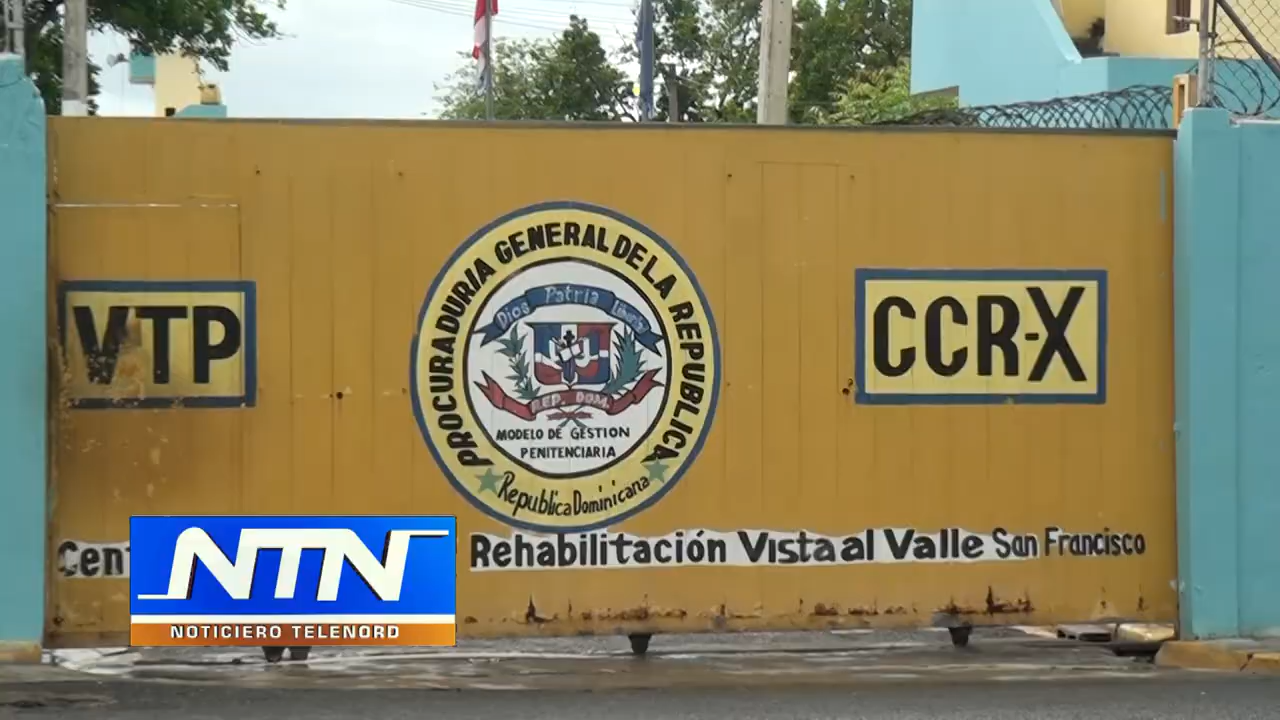 VTP
PROCURADURIA GENERAL DE LA REPUBLICA
Dios Patria Libertad
REP. DOM.
MODELO DE GESTION
PENITENCIARIA
Republica Dominicana
CCR-X
Cent Rehabilitación Vista al Valle San Francisco
NTN
NOTICIERO TELENORD